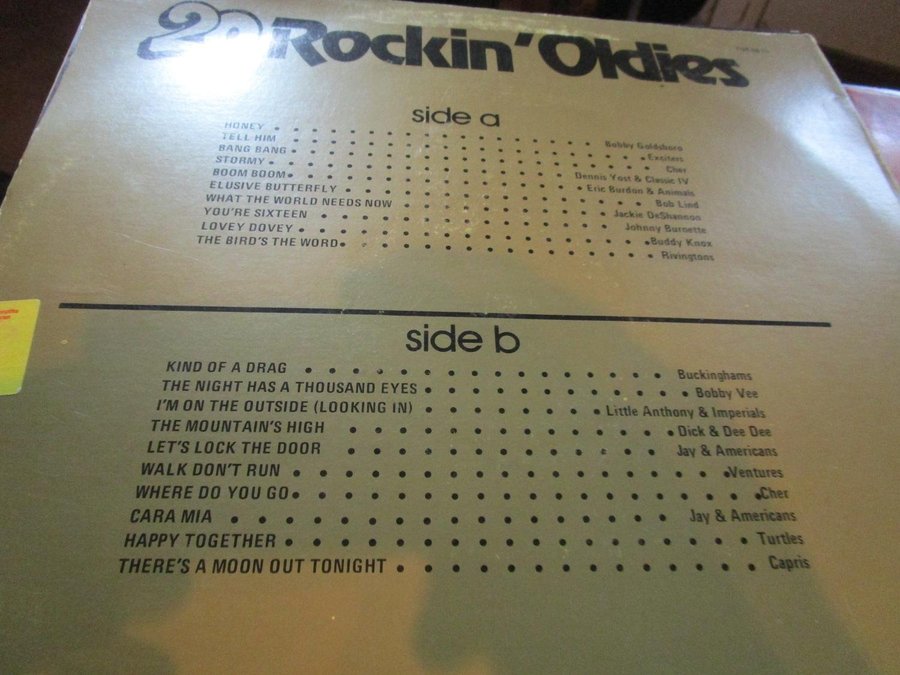 20 Rockin' Oldies
side a
HONEY Bobby Goldsboro
TELL HIM Exciters
BANG BANG Cher
STORMY Dennis Yost & Classic IV
BOOM BOOM Eric Burdon & Animals
ELUSIVE BUTTERFLY Bob Lind
WHAT THE WORLD NEEDS NOW Jackie DeShannon
YOU'RE SIXTEEN Johnny Burnette
LOVEY DOVEY Buddy Knox
THE BIRD'S THE WORD Rivingtons
side b
KIND OF A DRAG Buckinghams
THE NIGHT HAS A THOUSAND EYES Bobby Vee
I'M ON THE OUTSIDE (LOOKING IN) Little Anthony & Imperials
THE MOUNTAIN'S HIGH Dick & Dee Dee
LET'S LOCK THE DOOR Jay & Americans
WALK DON'T RUN Ventures
WHERE DO YOU GO Cher
CARA MIA Jay & Americans
HAPPY TOGETHER Turtles
THERE'S A MOON OUT TONIGHT Capris